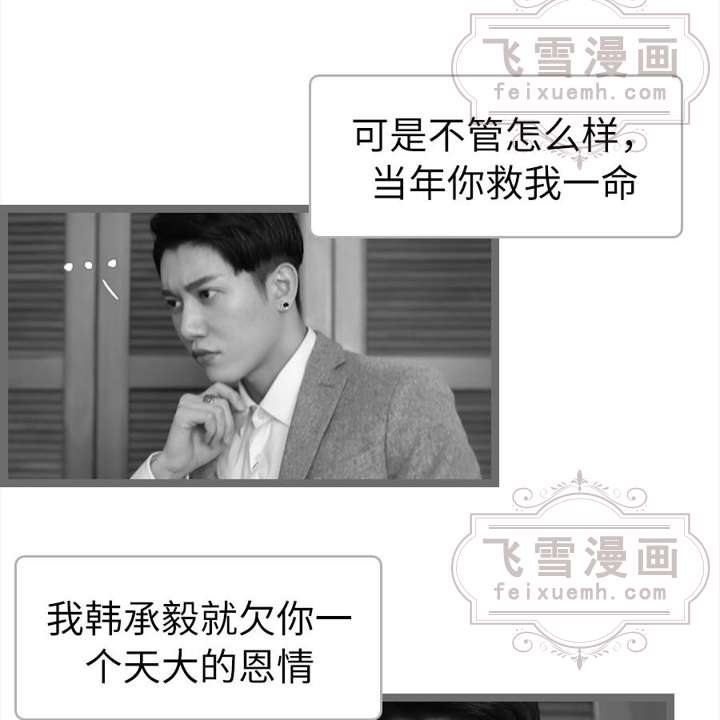 飞雪漫画
feixuemh.com
可是不管怎么样，
当年你救我一命
飞雪漫画
feixuemh.com
我韩承毅就欠你一
个天大的恩情